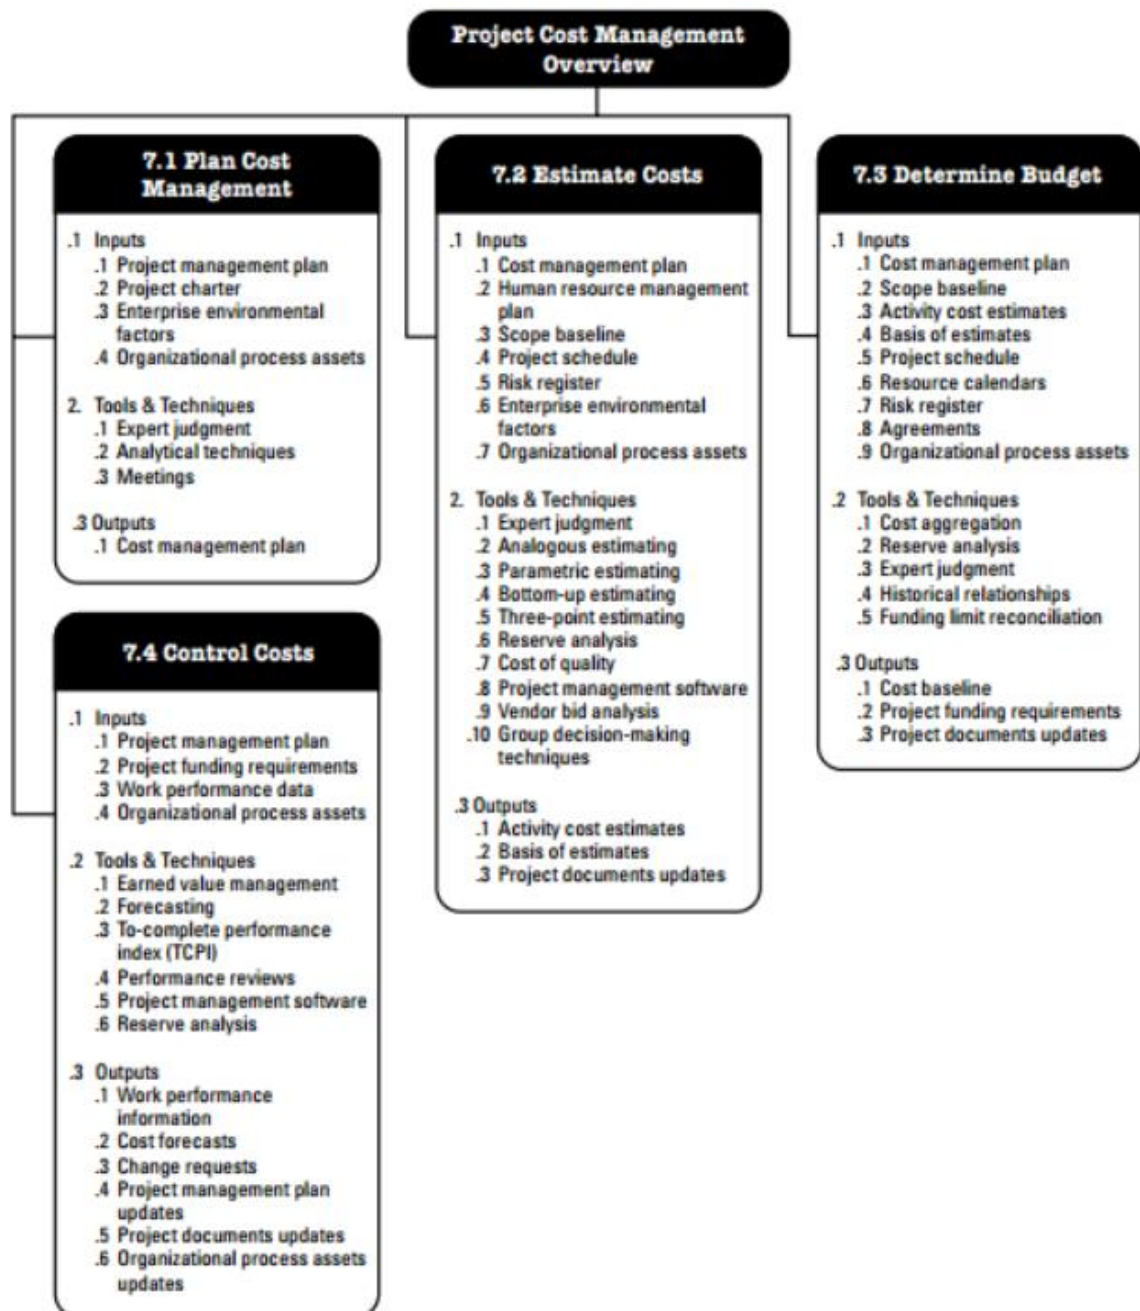 Project Cost Management
Overview
7.1 Plan Cost
Management
.1 Inputs
.1 Project management plan
.2 Project charter
.3 Enterprise environmental
factors
.4 Organizational process assets
2. Tools & Techniques
.1 Expert judgment
.2 Analytical techniques
.3 Meetings
.3 Outputs
.1 Cost management plan
7.2 Estimate Costs
.1 Inputs
.1 Cost management plan
.2 Human resource management
plan
.3 Scope baseline
.4 Project schedule
.5 Risk register
.6 Enterprise environmental
factors
.7 Organizational process assets
2. Tools & Techniques
.1 Expert judgment
.2 Analogous estimating
.3 Parametric estimating
.4 Bottom-up estimating
.5 Three-point estimating
.6 Reserve analysis
.7 Cost of quality
.8 Project management software
.9 Vendor bid analysis
.10 Group decision-making
techniques
.3 Outputs
.1 Activity cost estimates
.2 Basis of estimates
.3 Project documents updates
7.3 Determine Budget
.1 Inputs
.1 Cost management plan
.2 Scope baseline
.3 Activity cost estimates
.4 Basis of estimates
.5 Project schedule
.6 Resource calendars
.7 Risk register
.8 Agreements
.9 Organizational process assets
.2 Tools & Techniques
.1 Cost aggregation
.2 Reserve analysis
.3 Expert judgment
.4 Historical relationships
.5 Funding limit reconciliation
.3 Outputs
.1 Cost baseline
.2 Project funding requirements
.3 Project documents updates
7.4 Control Costs
.1 Inputs
.1 Project management plan
.2 Project funding requirements
.3 Work performance data
.4 Organizational process assets
.2 Tools & Techniques
.1 Earned value management
.2 Forecasting
.3 To-complete performance
index (TCPI)
.4 Performance reviews
.5 Project management software
.6 Reserve analysis
.3 Outputs
.1 Work performance
information
.2 Cost forecasts
.3 Change requests
.4 Project management plan
updates
.5 Project documents updates
.6 Organizational process assets
updates